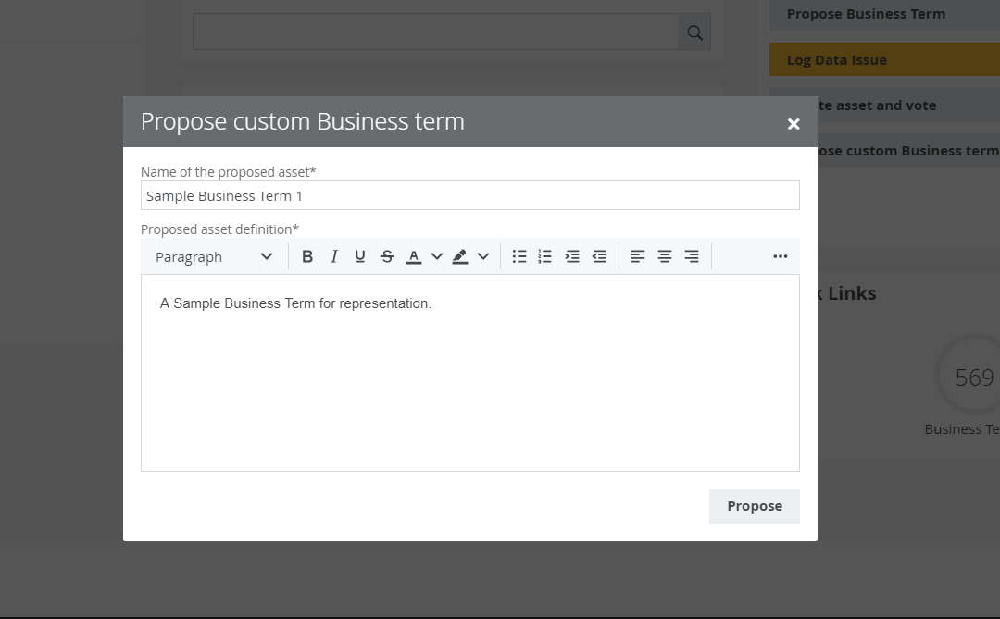 Propose Business Term
Log Data Issue
te asset and vote
ose custom Business term
Propose custom Business term
Name of the proposed asset*
Sample Business Term 1
Proposed asset definition*
Paragraph
B I U S A
A Sample Business Term for representation.
Propose
Links
569
Business Te